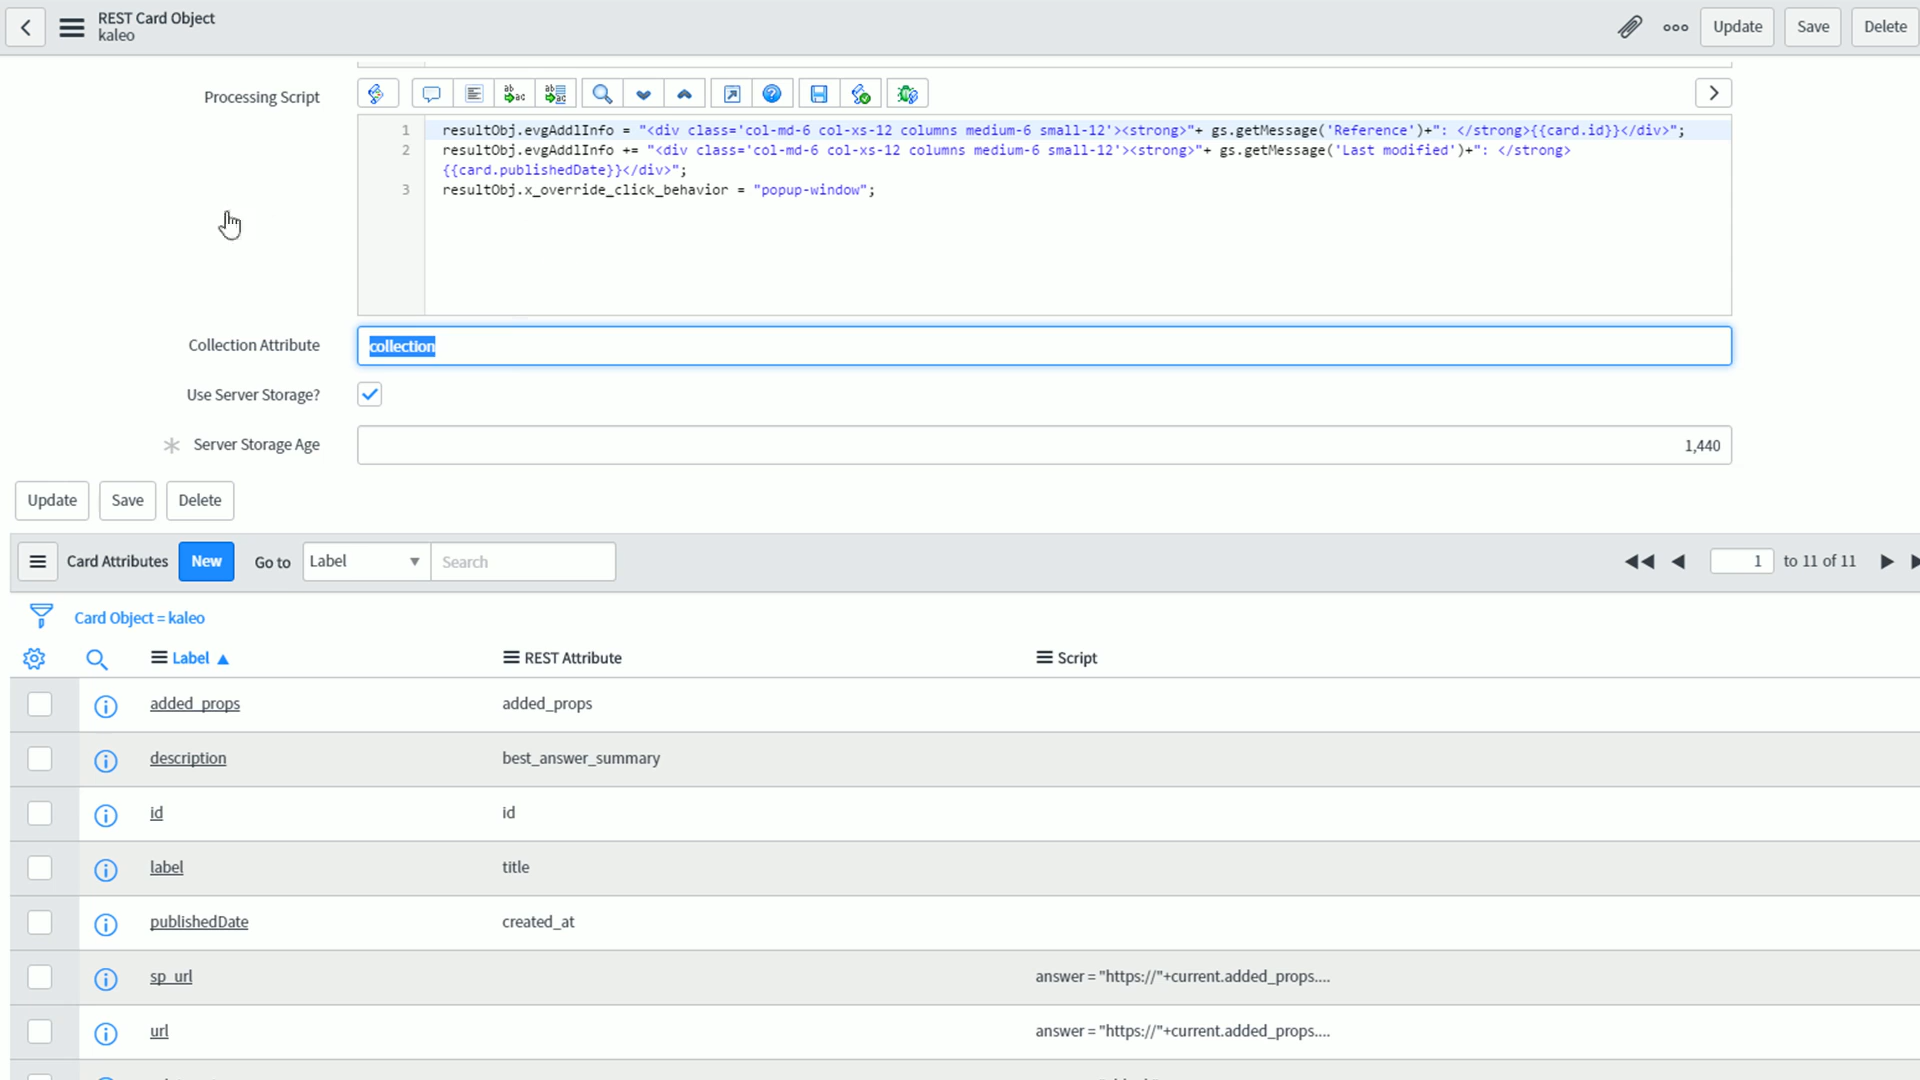 REST Card Object
kaleo
Update Save Delete
Processing Script
1 resultObj.evgAddlInfo = "<div class='col-md-6 col-xs-12 columns medium-6 small-12'><strong>"+ gs.getMessage('Reference')+": </strong>{{card.id}}</div>";
2 resultObj.evgAddlInfo += "<div class='col-md-6 col-xs-12 columns medium-6 small-12'><strong>"+ gs.getMessage('Last modified')+": </strong>
{{card.publishedDate}}</div>";
3 resultObj.x_override_click_behavior = "popup-window";
Collection Attribute collection
Use Server Storage?
Server Storage Age 1,440
Update Save Delete
Card Attributes New Go to Label Search 1 to 11 of 11
Card Object = kaleo
Label REST Attribute Script
added_props added_props
description best_answer_summary
id id
label title
publishedDate created_at
sp_url answer = "https://"+current.added_props....
url answer = "https://"+current.added_props....